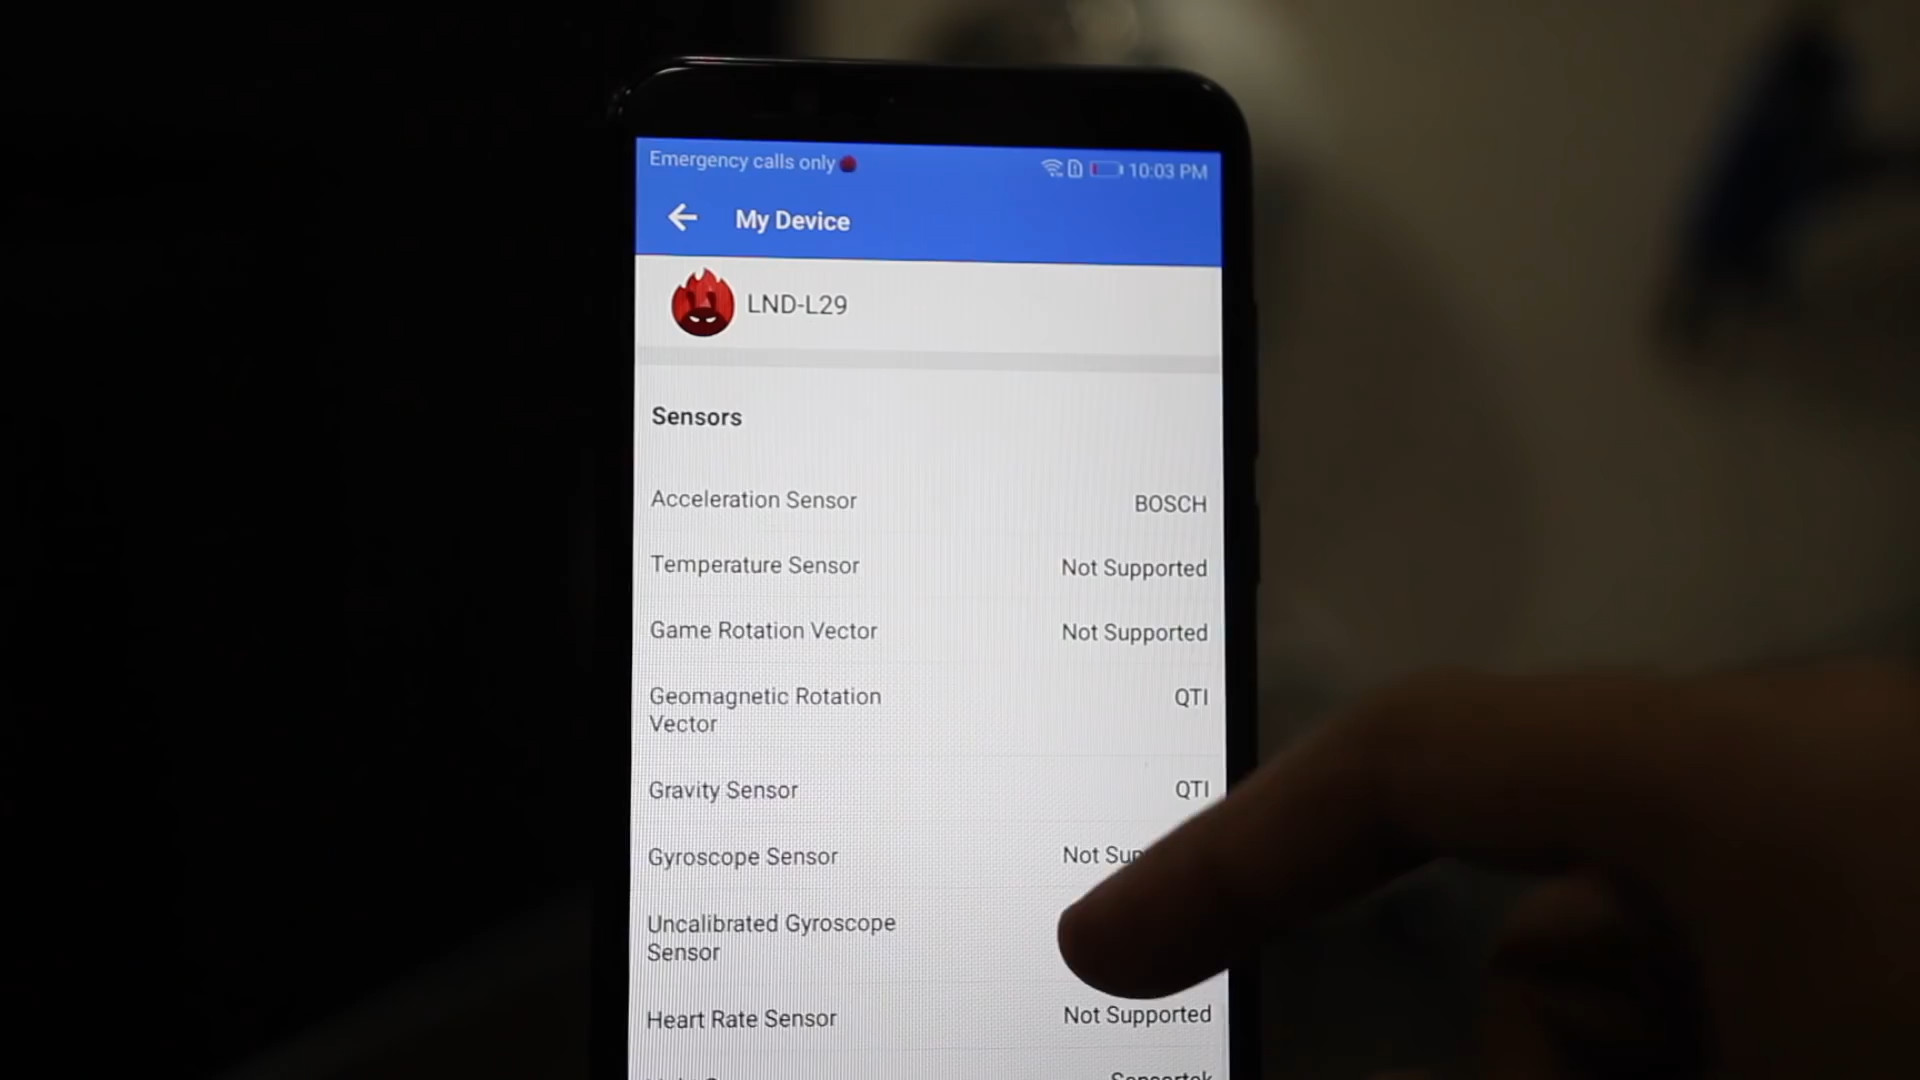 Emergency calls only
10:03 PM
My Device
LND-L29
Sensors
Acceleration Sensor BOSCH
Temperature Sensor Not Supported
Game Rotation Vector Not Supported
Geomagnetic Rotation QTI
Vector
Gravity Sensor QTI
Gyroscope Sensor Not
Uncalibrated Gyroscope
Sensor
Heart Rate Sensor Not Supported